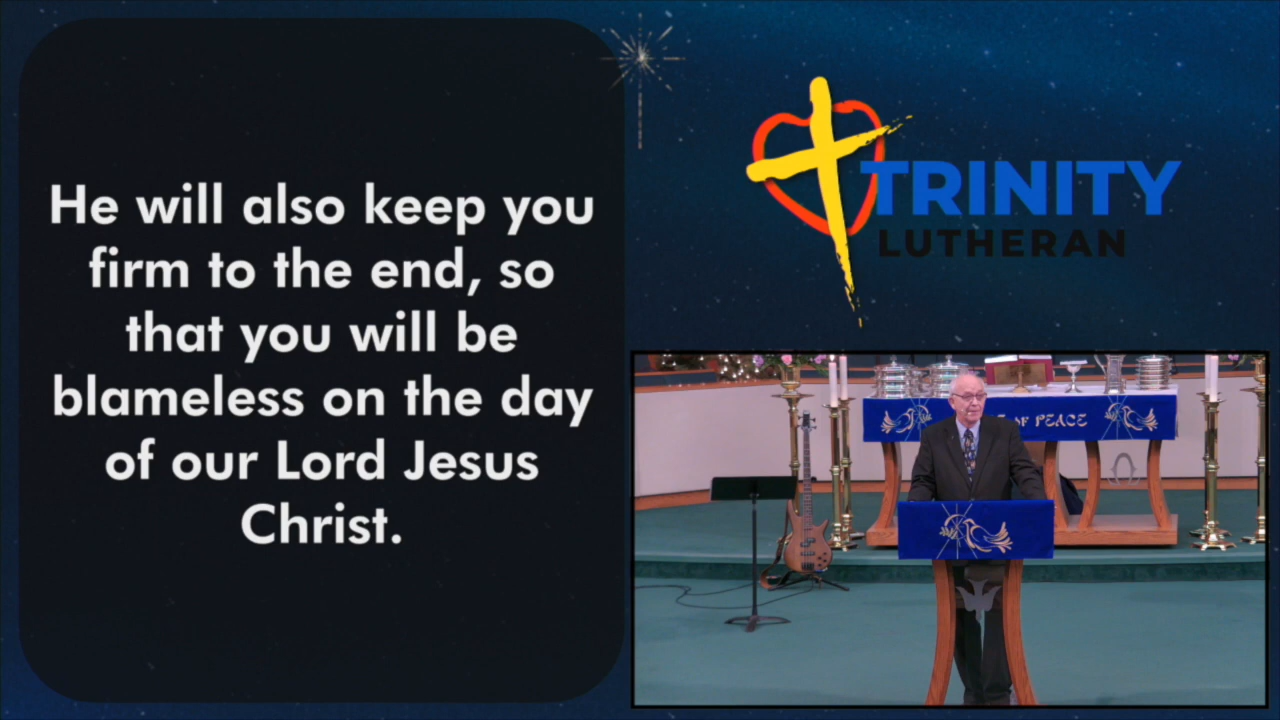 He will also keep you
firm to the end, so
that you will be
blameless on the day
of our Lord Jesus
Christ.
TRINITY
LUTHERAN
OF PEACE